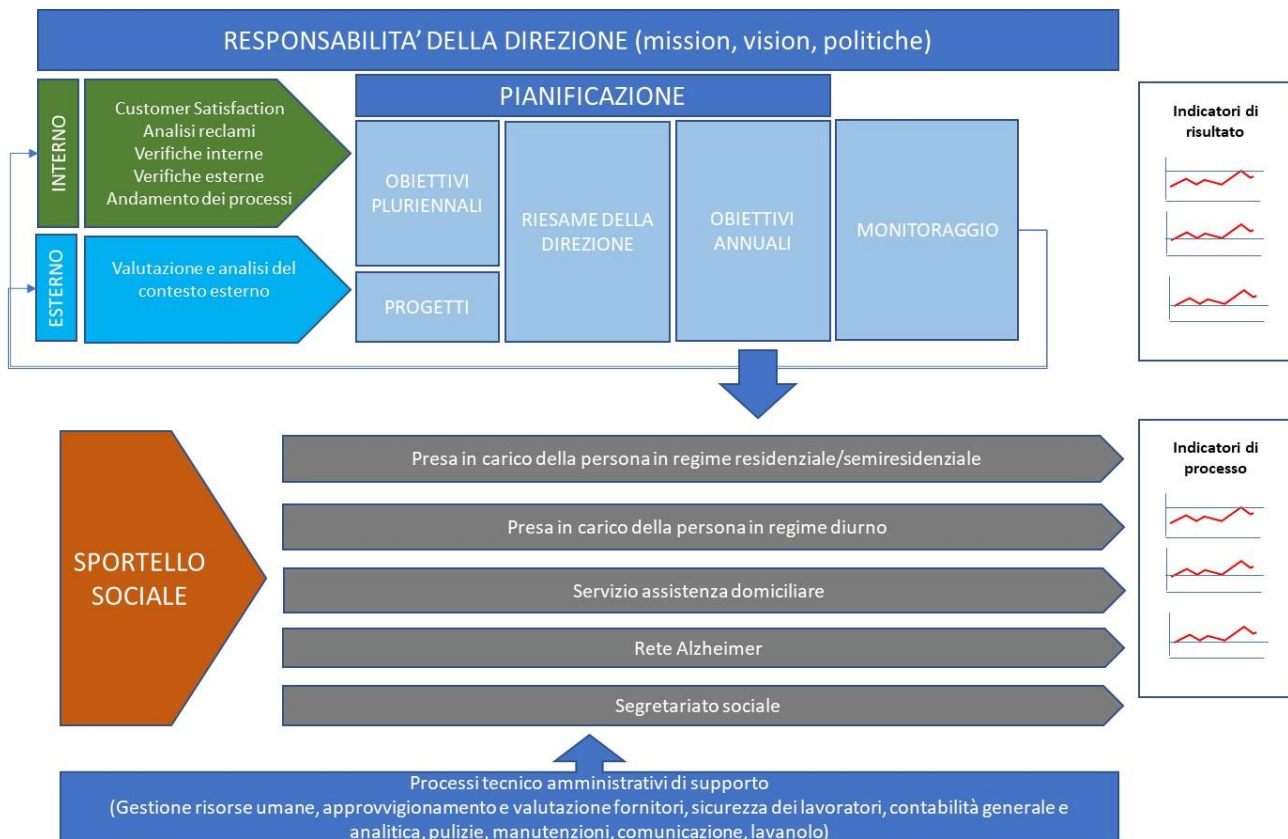 RESPONSABILITA’ DELLA DIREZIONE (mission, vision, politiche)
INTERNO
Customer Satisfaction
Analisi reclami
Verifiche interne
Verifiche esterne
Andamento dei processi
ESTERNO
Valutazione e analisi del
contesto esterno
PIANIFICAZIONE
OBIETTIVI
PLURIENNALI
PROGETTI
RIESAME DELLA
DIREZIONE
OBIETTIVI
ANNUALI
MONITORAGGIO
Indicatori di
risultato
SPORTELLO
SOCIALE
Presa in carico della persona in regime residenziale/semiresidenziale
Presa in carico della persona in regime diurno
Servizio assistenza domiciliare
Rete Alzheimer
Segretariato sociale
Indicatori di
processo
Processi tecnico amministrativi di supporto
(Gestione risorse umane, approvvigionamento e valutazione fornitori, sicurezza dei lavoratori, contabilità generale e
analitica, pulizie, manutenzioni, comunicazione, lavanolo)